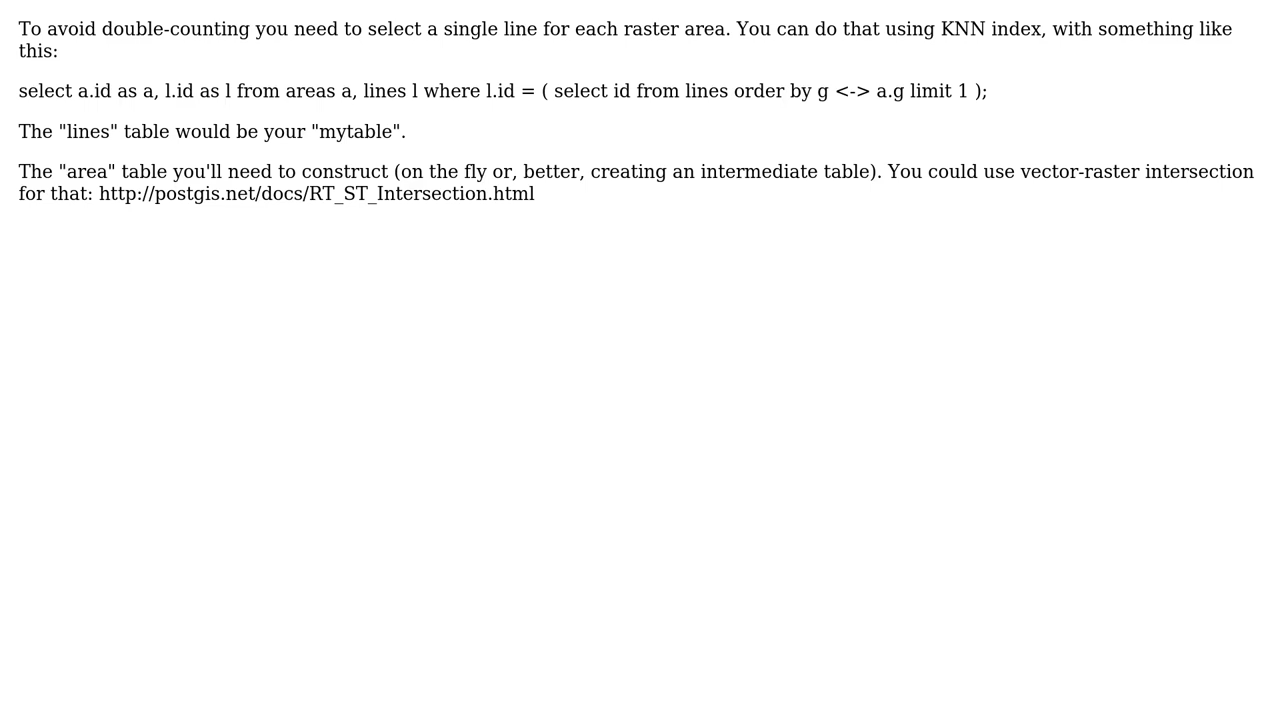 To avoid double-counting you need to select a single line for each raster area. You can do that using KNN index, with something like
this:
select a.id as a, l.id as l from areas a, lines l where l.id = ( select id from lines order by g <-> a.g limit 1 );
The "lines" table would be your "mytable".
The "area" table you'll need to construct (on the fly or, better, creating an intermediate table). You could use vector-raster intersection
for that: http://postgis.net/docs/RT_ST_Intersection.html